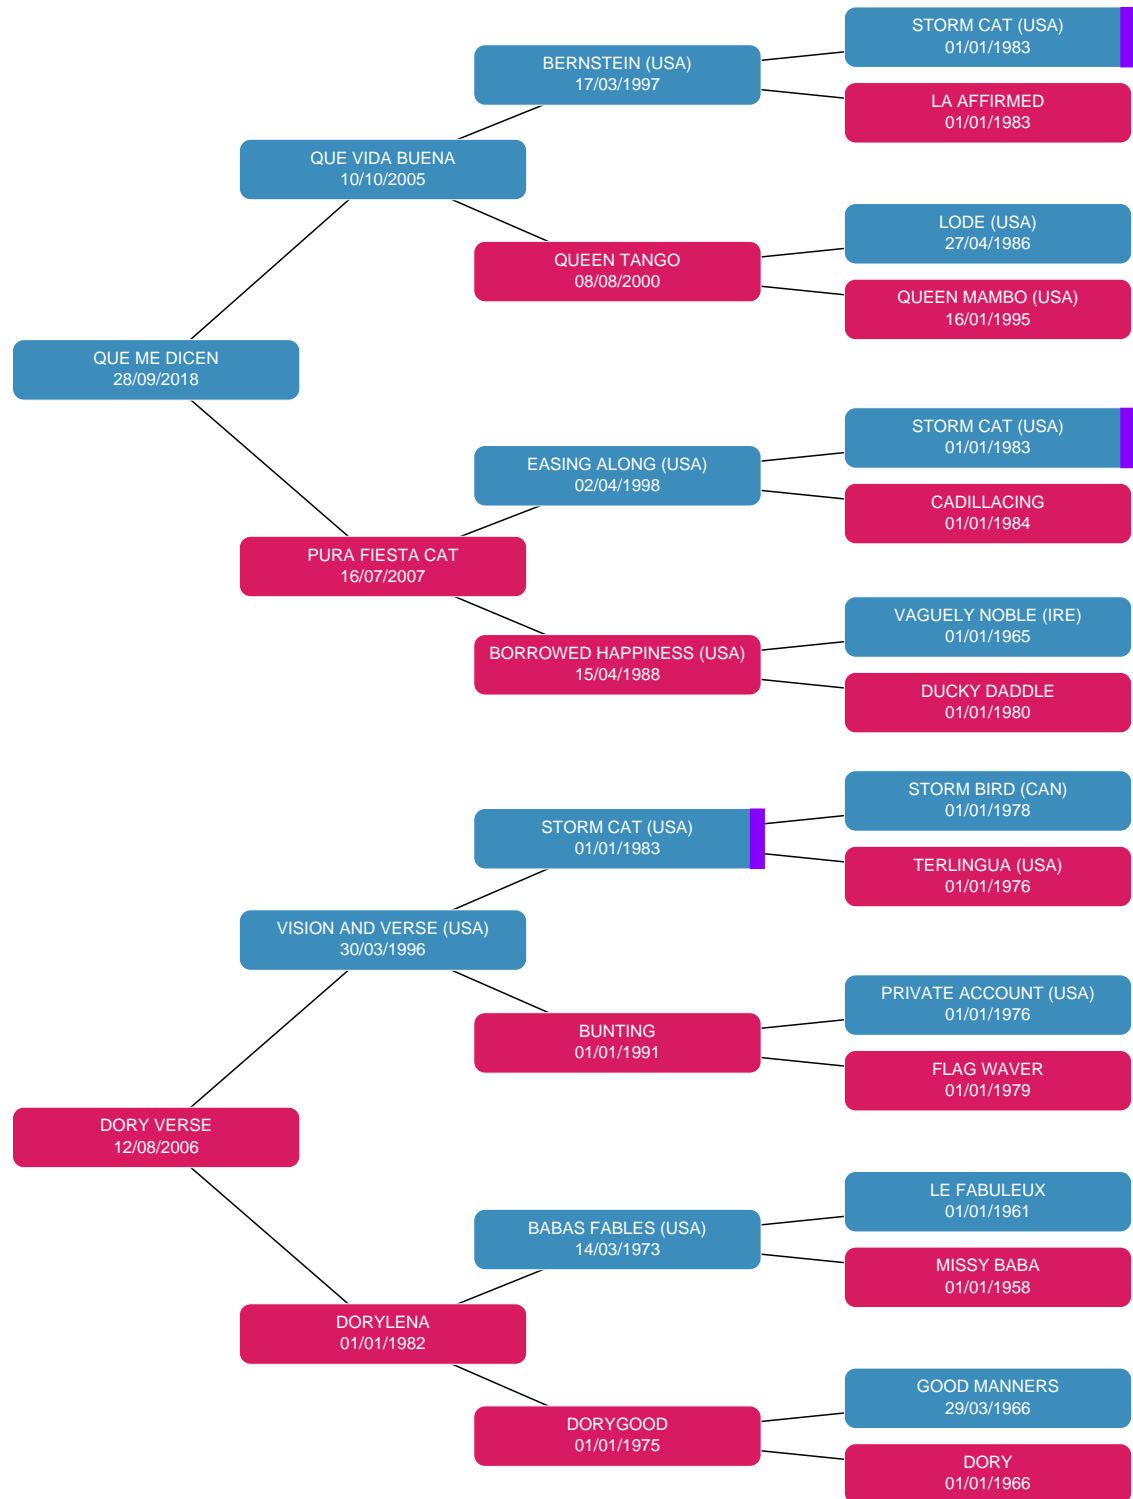 STORM CAT (USA)
01/01/1983
BERNSTEIN (USA)
17/03/1997
LA AFFIRMED
01/01/1983
QUE VIDA BUENA
10/10/2005
LODE (USA)
27/04/1986
QUEEN TANGO
08/08/2000
QUEEN MAMBO (USA)
16/01/1995
QUE ME DICEN
28/09/2018
STORM CAT (USA)
01/01/1983
EASING ALONG (USA)
02/04/1998
CADILLACING
01/01/1984
PURA FIESTA CAT
16/07/2007
VAGUELY NOBLE (IRE)
01/01/1965
BORROWED HAPPINESS (USA)
15/04/1988
DUCKY DADDLE
01/01/1980
STORM BIRD (CAN)
01/01/1978
STORM CAT (USA)
01/01/1983
TERLINGUA (USA)
01/01/1976
VISION AND VERSE (USA)
30/03/1996
PRIVATE ACCOUNT (USA)
01/01/1976
BUNTING
01/01/1991
FLAG WAVER
01/01/1979
DORY VERSE
12/08/2006
LE FABULEUX
01/01/1961
BABAS FABLES (USA)
14/03/1973
MISSY BABA
01/01/1958
DORYLENA
01/01/1982
GOOD MANNERS
29/03/1966
DORYGOOD
01/01/1975
DORY
01/01/1966